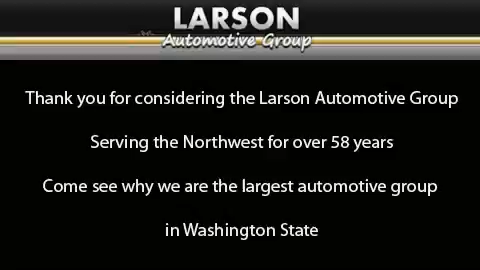 LARSON
Automotive Group
Thank you for considering the Larson Automotive Group
Serving the Northwest for over 58 years
Come see why we are the largest automotive group
in Washington State